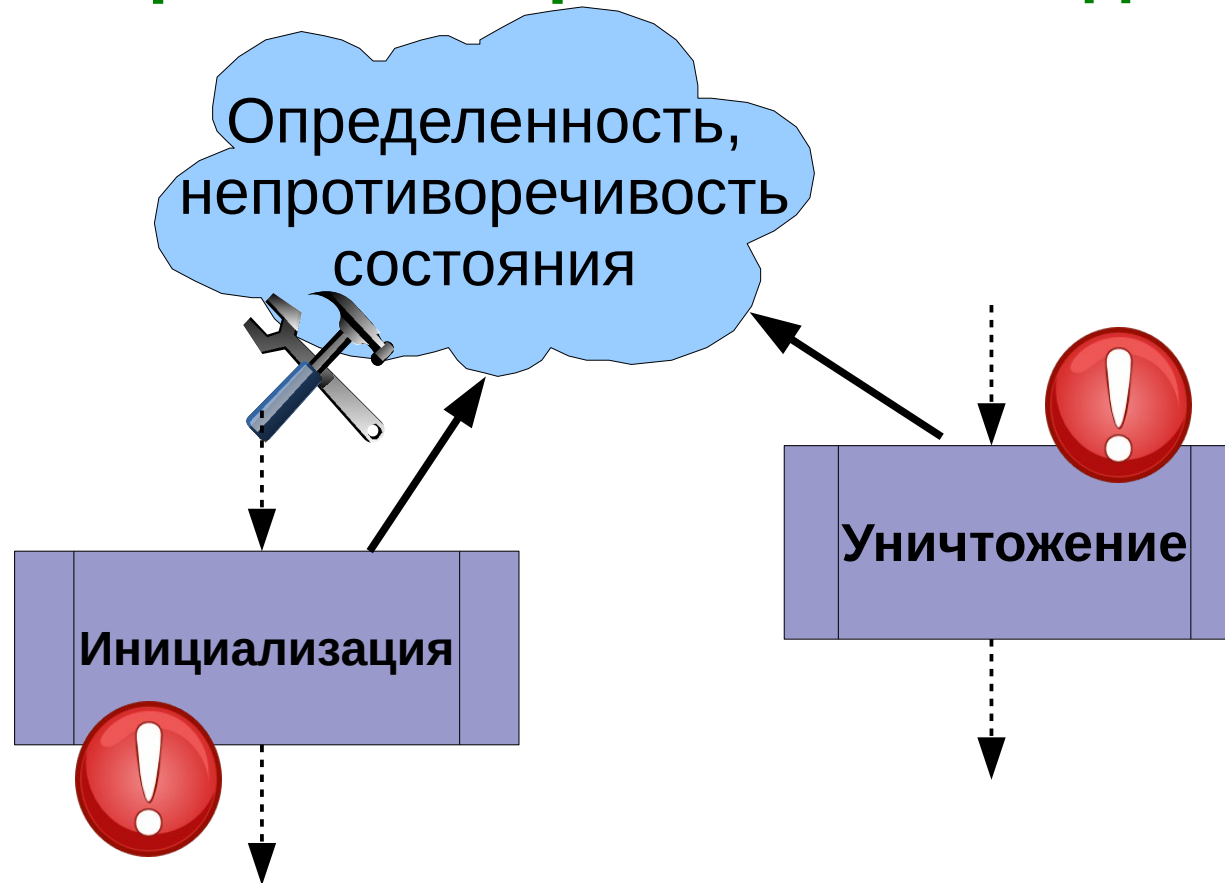 Определенность,
непротиворечивость
состояния
Уничтожение
Инициализация